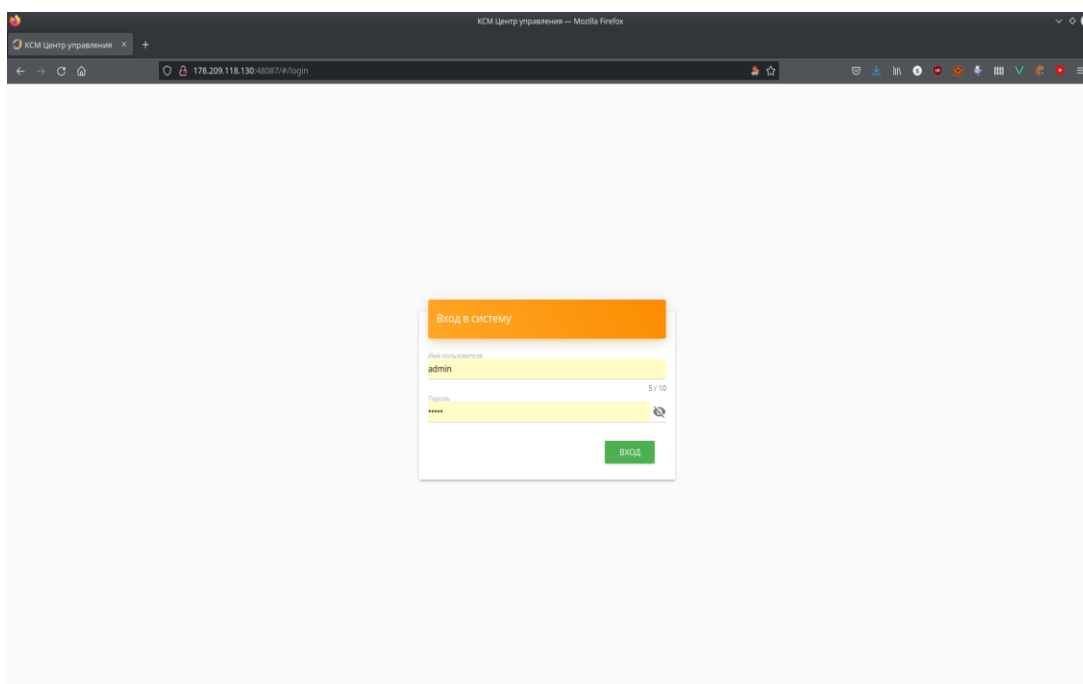 КСМ Центр управления — Mozilla Firefox
КСМ Центр управления
178.209.118.130:48087/#/login
Вход в систему
Имя пользователя
admin
5 / 10
Пароль
ВХОД